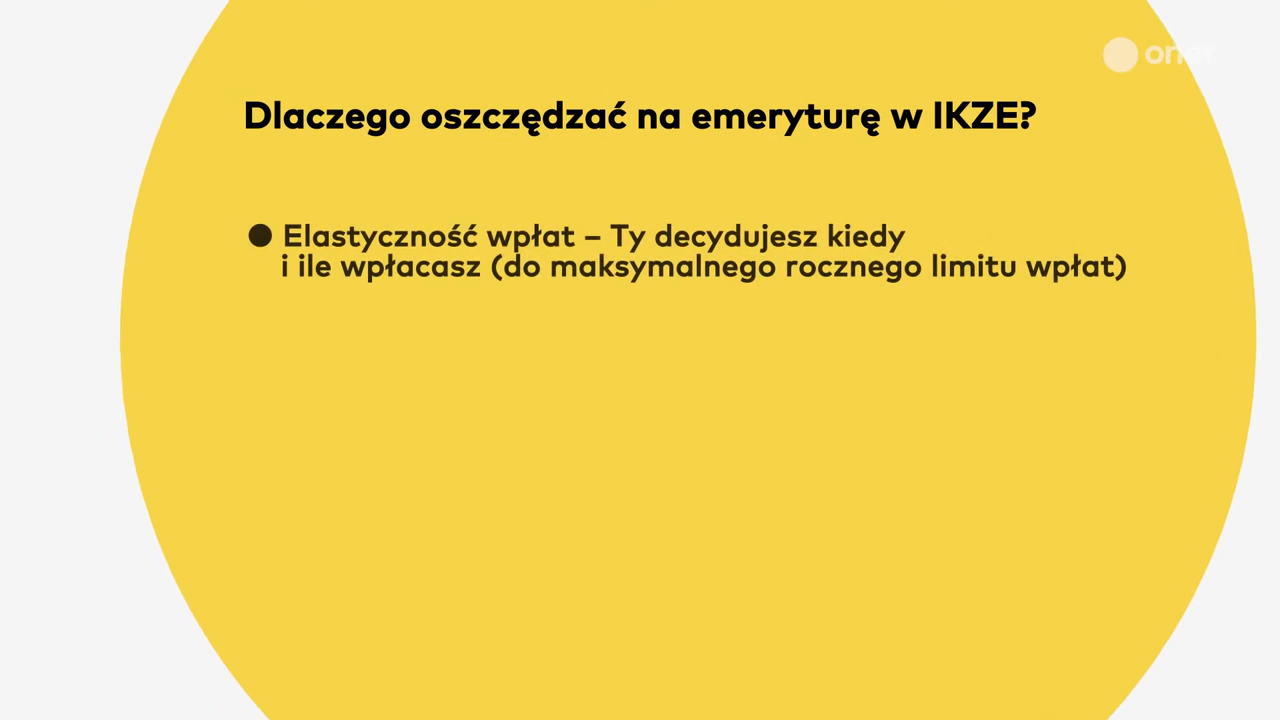 onet
Dlaczego oszczędzać na emeryturę w IKZE?
● Elastyczność wpłat – Ty decydujesz kiedy
i ile wpłacasz (do maksymalnego rocznego limitu wpłat)